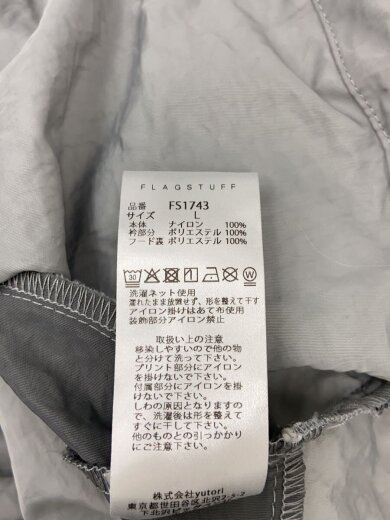 FLAGSTUFF
品番 FS1743
サイズ L
本体 ナイロン 100%
衿部分 ポリエステル 100%
フード裏 ポリエステル 100%
30
洗濯ネット使用
濡れたまま放置せず、形を整えて干す
アイロン掛けはあて布使用
装飾部分アイロン禁止
取扱い上の注意
移染しやすいので他の物
と分けて洗って下さい。
プリント部分にアイロン
を掛けないで下さい。
付属部分にアイロンを
掛けないで下さい。
しわの原因となりますの
で、洗濯後は形を整えて
すぐに干して下さい。
他のものとの引っかかり
にご注意下さい。
株式会社yutori
東京都世田谷区北沢2-5-2